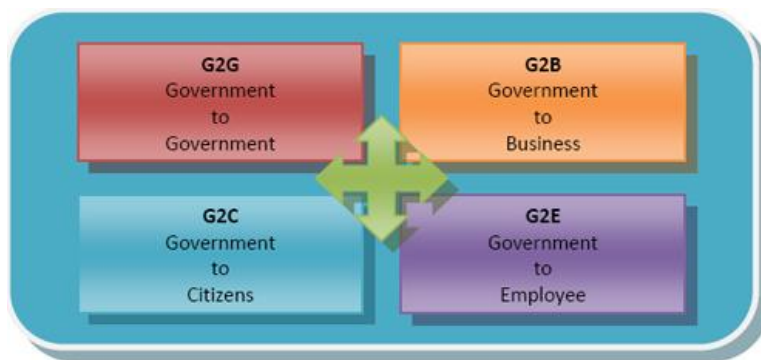 G2G
Government
to
Government
G2B
Government
to
Business
G2C
Government
to
Citizens
G2E
Government
to
Employee